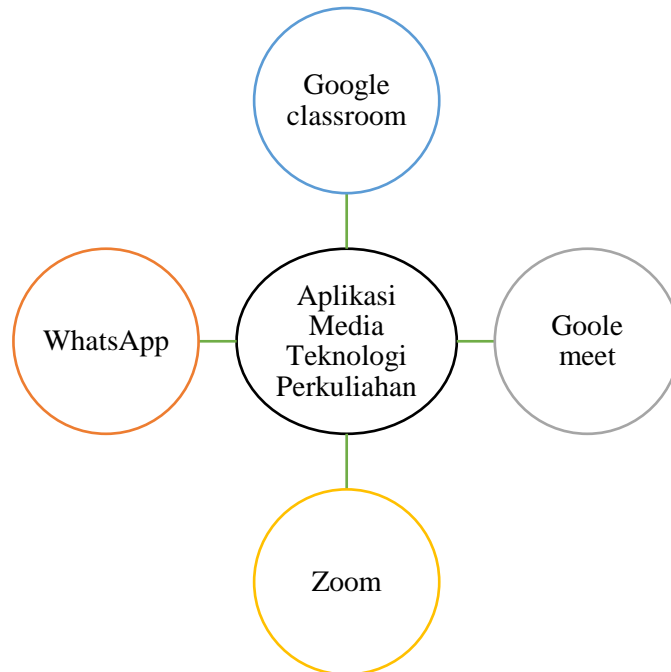 Google
classroom
WhatsApp
Aplikasi
Media
Teknologi
Perkuliahan
Goole
meet
Zoom